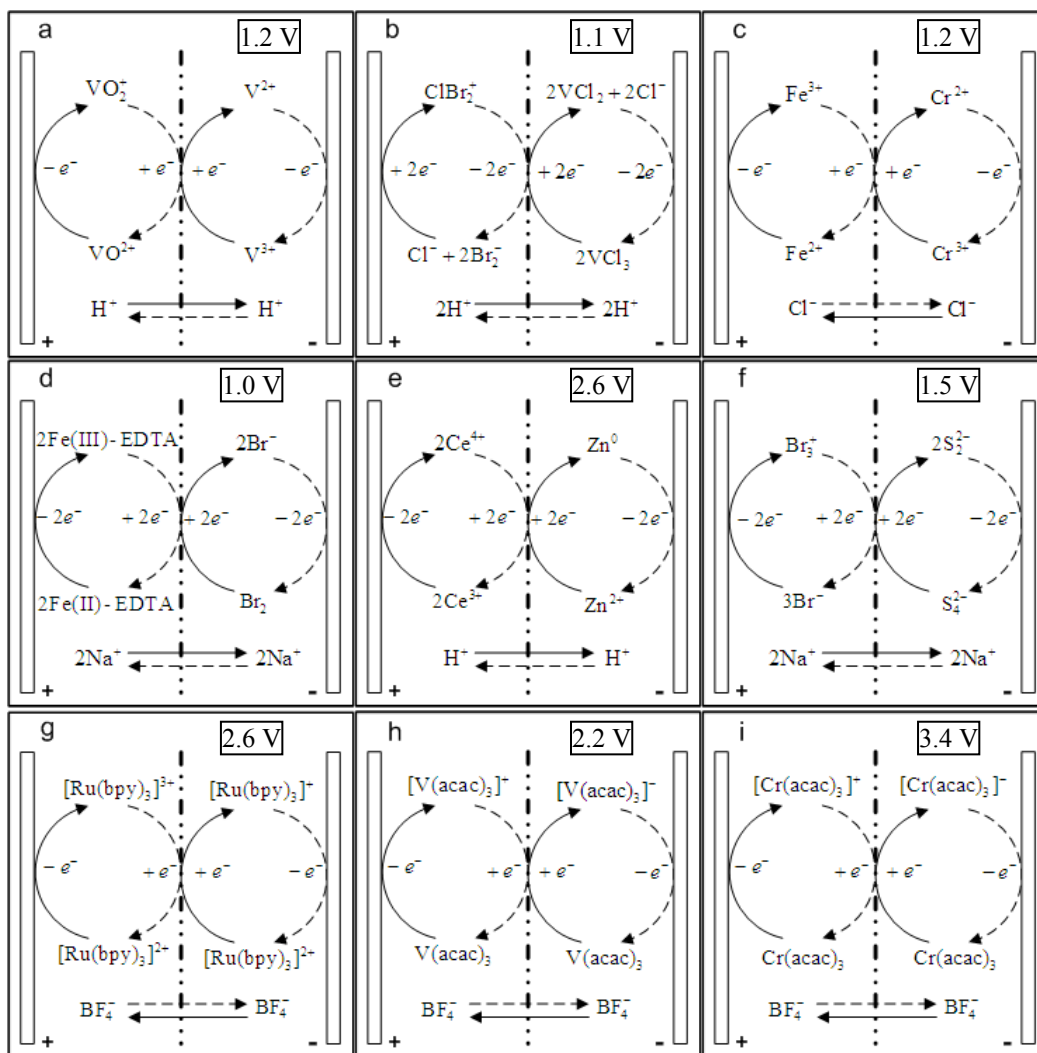 a 1.2 V
VO₂⁺ V²⁺
− e⁻ + e⁻ + e⁻ − e⁻
VO²⁺ V³⁺
H⁺ H⁺
+ -
b 1.1 V
ClBr₂⁺ 2VCl₂ + 2Cl⁻
+ 2e⁻ − 2e⁻ + 2e⁻ − 2e⁻
Cl⁻ + 2Br₂⁻ 2VCl₃
2H⁺ 2H⁺
+ -
c 1.2 V
Fe³⁺ Cr²⁺
− e⁻ + e⁻ + e⁻ − e⁻
Fe²⁺ Cr³⁺
Cl⁻ Cl⁻
+ -
d 1.0 V
2Fe(III)- EDTA 2Br⁻
− 2e⁻ + 2e⁻ + 2e⁻ − 2e⁻
2Fe(II)- EDTA Br₂
2Na⁺ 2Na⁺
+ -
e 2.6 V
2Ce⁴⁺ Zn⁰
− 2e⁻ + 2e⁻ + 2e⁻ − 2e⁻
2Ce³⁺ Zn²⁺
H⁺ H⁺
+ -
f 1.5 V
Br₃⁺ 2S₂²⁻
− 2e⁻ + 2e⁻ + 2e⁻ − 2e⁻
3Br⁻ S₄²⁻
2Na⁺ 2Na⁺
+ -
g 2.6 V
[Ru(bpy)₃]³⁺ [Ru(bpy)₃]⁺
− e⁻ + e⁻ + e⁻ − e⁻
[Ru(bpy)₃]²⁺ [Ru(bpy)₃]²⁺
BF₄⁻ BF₄⁻
+ -
h 2.2 V
[V(acac)₃]⁺ [V(acac)₃]⁻
− e⁻ + e⁻ + e⁻ − e⁻
V(acac)₃ V(acac)₃
BF₄⁻ BF₄⁻
+ -
i 3.4 V
[Cr(acac)₃]⁺ [Cr(acac)₃]⁻
− e⁻ + e⁻ + e⁻ − e⁻
Cr(acac)₃ Cr(acac)₃
BF₄⁻ BF₄⁻
+ -